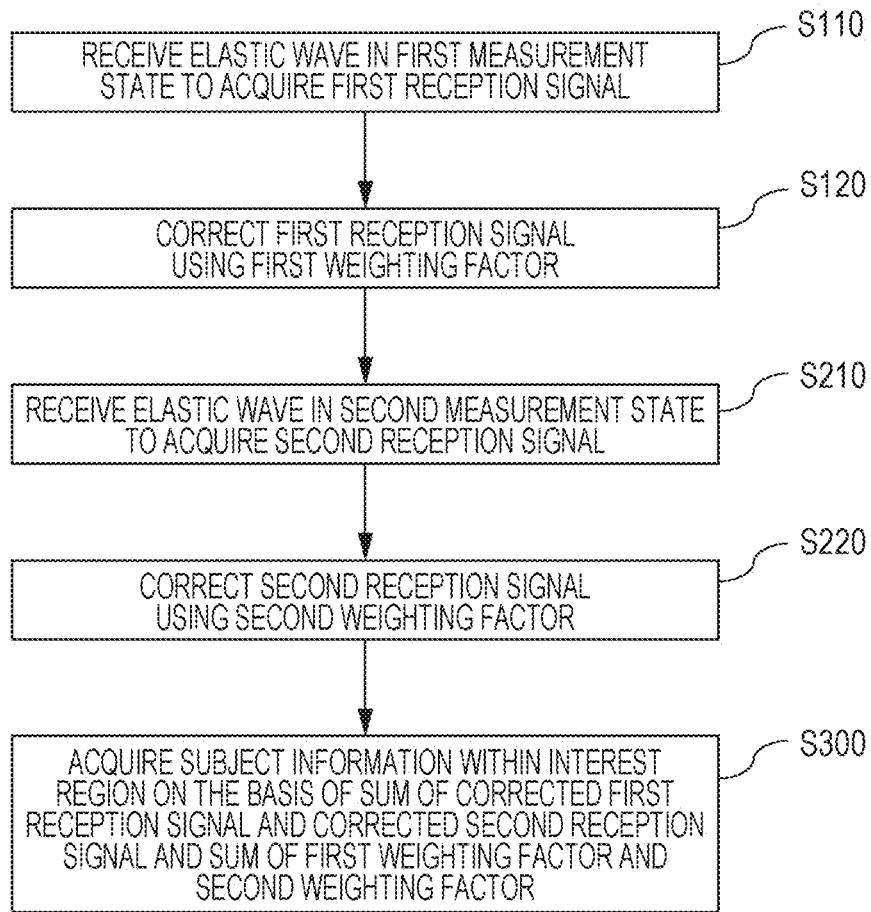 S110
RECEIVE ELASTIC WAVE IN FIRST MEASUREMENT
STATE TO ACQUIRE FIRST RECEPTION SIGNAL
S120
CORRECT FIRST RECEPTION SIGNAL
USING FIRST WEIGHTING FACTOR
S210
RECEIVE ELASTIC WAVE IN SECOND MEASUREMENT STATE
TO ACQUIRE SECOND RECEPTION SIGNAL
S220
CORRECT SECOND RECEPTION SIGNAL
USING SECOND WEIGHTING FACTOR
S300
ACQUIRE SUBJECT INFORMATION WITHIN INTEREST
REGION ON THE BASIS OF SUM OF CORRECTED FIRST
RECEPTION SIGNAL AND CORRECTED SECOND RECEPTION
SIGNAL AND SUM OF FIRST WEIGHTING FACTOR AND
SECOND WEIGHTING FACTOR